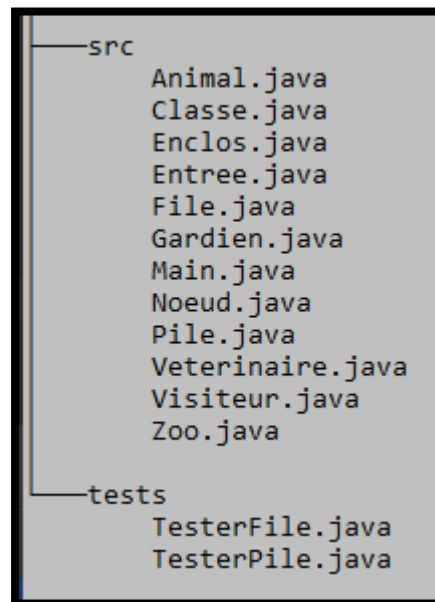 src
Animal.java
Classe.java
Enclos.java
Entree.java
File.java
Gardien.java
Main.java
Noeud.java
Pile.java
Veterinaire.java
Visiteur.java
Zoo.java
tests
TesterFile.java
TesterPile.java